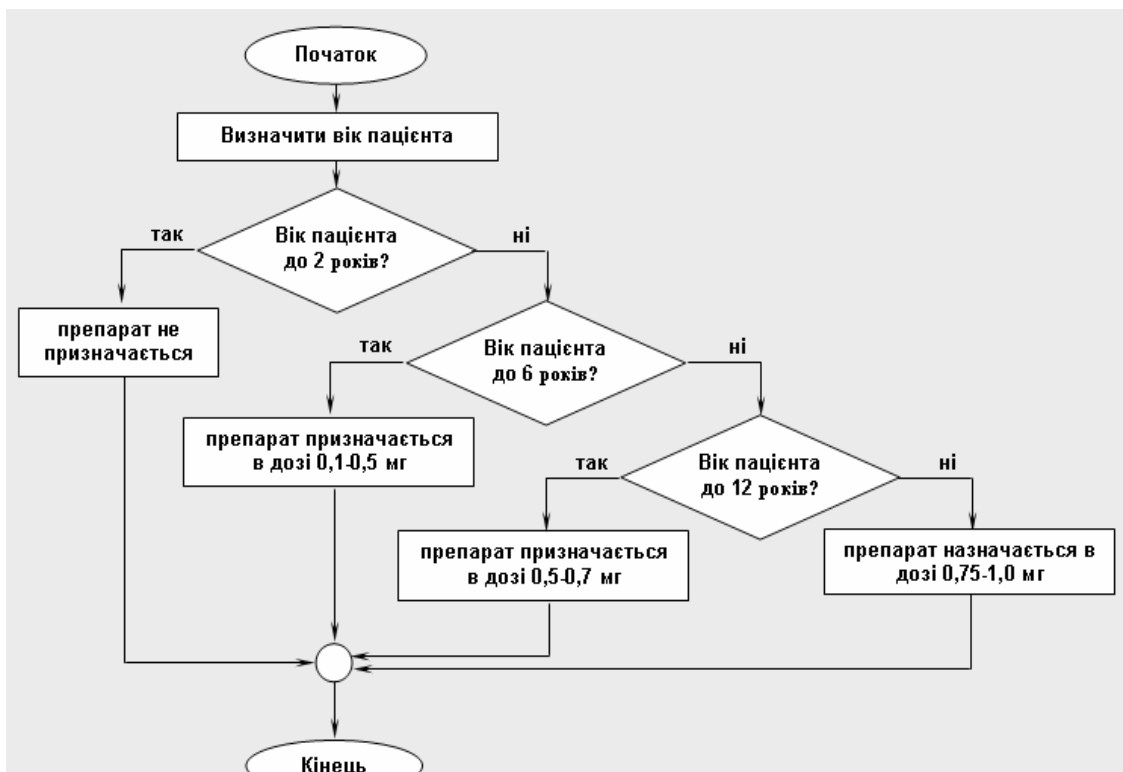 Початок
Визначити вік пацієнта
Вік пацієнта
до 2 років?
так
ні
препарат не
призначається
Вік пацієнта
до 6 років?
так
ні
препарат призначається
в дозі 0,1-0,5 мг
Вік пацієнта
до 12 років?
так
ні
препарат призначається
в дозі 0,5-0,7 мг
препарат назначається в
дозі 0,75-1,0 мг
Кінець